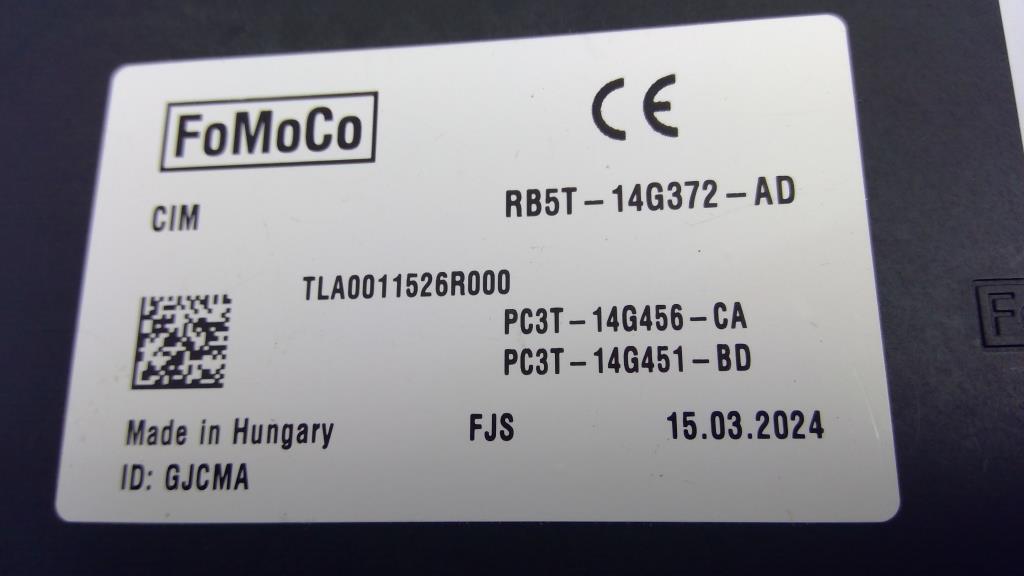 FoMoCo
CE
CIM
RB5T-14G372-AD
TLA0011526R000
PC3T-14G456-CA
PC3T-14G451-BD
Made in Hungary FJS 15.03.2024
ID: GJCMA